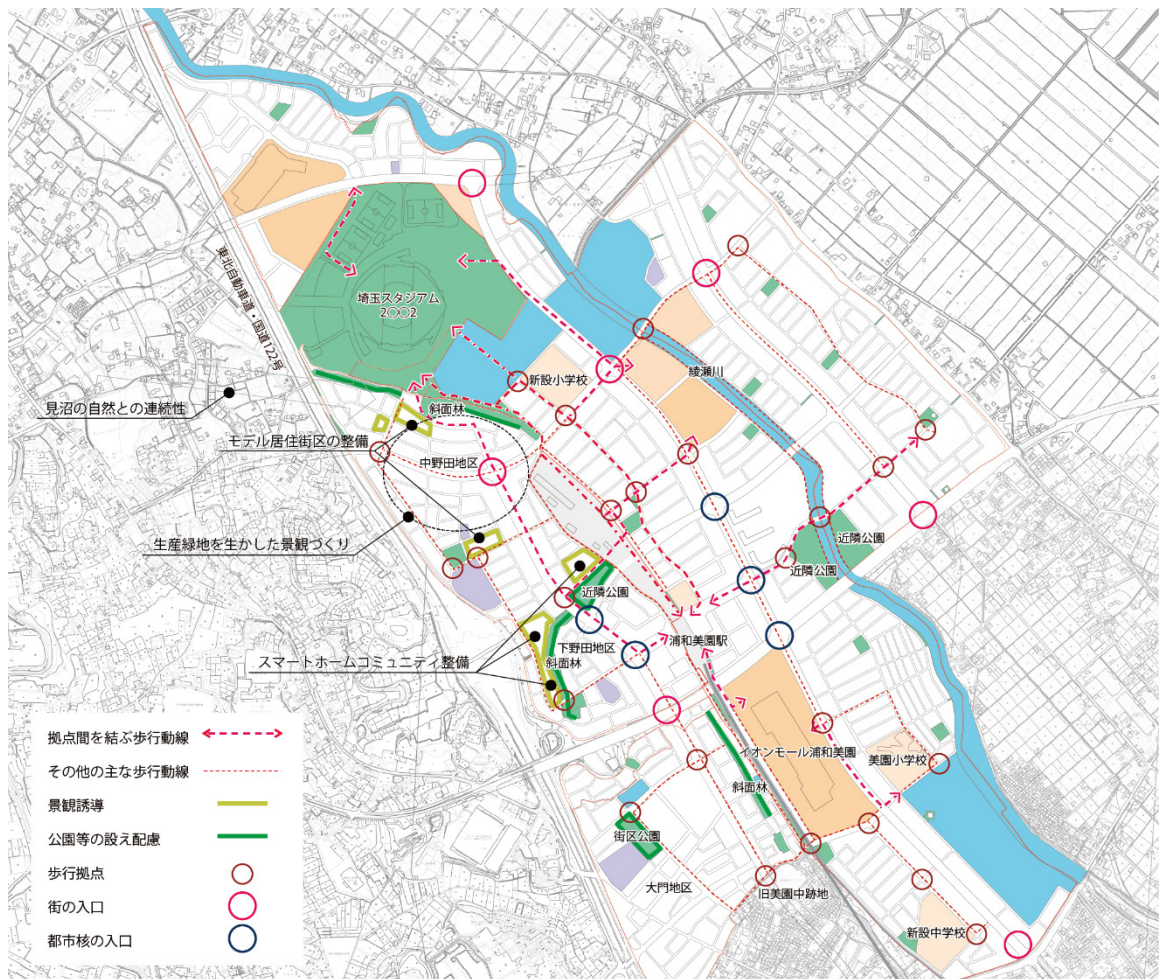 東北自動車道・国道122号
埼玉スタジアム
2○○2
新設小学校
綾瀬川
見沼の自然との連続性
斜面林
モデル居住街区の整備
中野田地区
生産緑地を生かした景観づくり
近隣公園
近隣公園
近隣公園
下野田地区
浦和美園駅
スマートホームコミュニティ整備
斜面林
拠点間を結ぶ歩行動線
イオンモール浦和美園
美園小学校
その他の主な歩行動線
斜面林
景観誘導
公園等の設え配慮
街区公園
歩行拠点
大門地区
旧美園中跡地
街の入口
新設中学校
都市核の入口